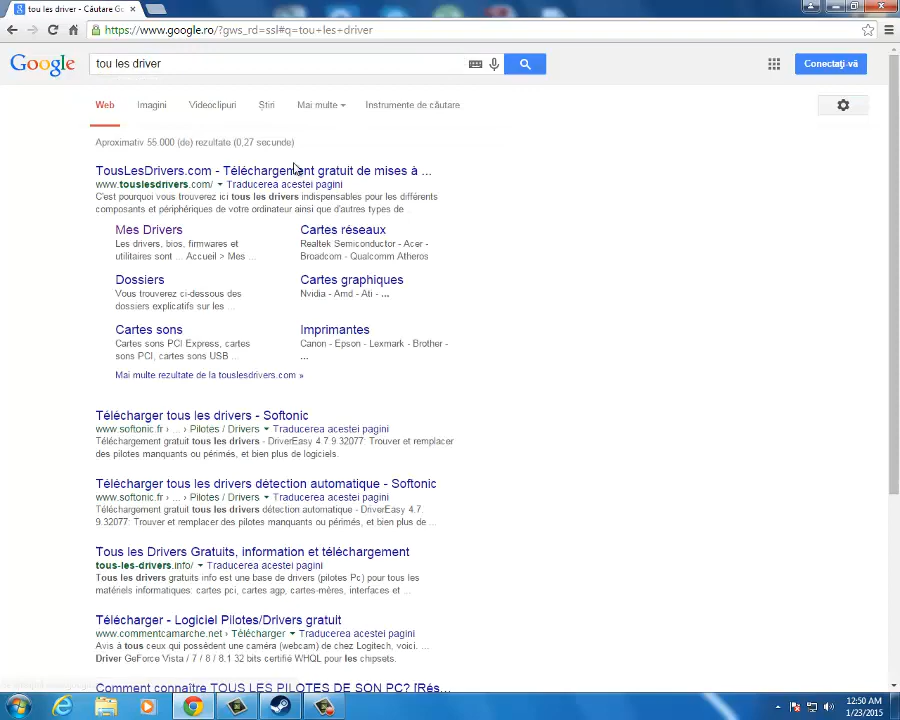 tou les driver - Căutare Go
https://www.google.ro/?gws_rd=ssl#q=tou+les+driver
Google
tou les driver
Conectați-vă
Web Imagini Videoclipuri Știri Mai multe Instrumente de căutare
Aproximativ 55.000 (de) rezultate (0,27 secunde)
TousLesDrivers.com - Téléchargement gratuit de mises à ...
www.touslesdrivers.com/ Traducerea acestei pagini
C'est pourquoi vous trouverez ici tous les drivers indispensables pour les différents
composants et périphériques de votre ordinateur ainsi que d'autres types de ...
Mes Drivers
Les drivers, bios, firmwares et
utilitaires sont ... Accueil > Mes ...
Cartes réseaux
Realtek Semiconductor - Acer -
Broadcom - Qualcomm Atheros
Dossiers
Vous trouverez ci-dessous des
dossiers explicatifs sur les ...
Cartes graphiques
Nvidia - Amd - Ati - ...
Cartes sons
Cartes sons PCI Express, cartes
sons PCI, cartes sons USB ...
Imprimantes
Canon - Epson - Lexmark - Brother -
...
Mai multe rezultate de la touslesdrivers.com »
Télécharger tous les drivers - Softonic
www.softonic.fr › ... › Pilotes / Drivers Traducerea acestei pagini
Téléchargement gratuit tous les drivers - DriverEasy 4.7.9.32077: Trouver et remplacer
des pilotes manquants ou périmés, et bien plus de logiciels.
Télécharger tous les drivers détection automatique - Softonic
www.softonic.fr › ... › Pilotes / Drivers Traducerea acestei pagini
Téléchargement gratuit tous les drivers détection automatique - DriverEasy 4.7.
9.32077: Trouver et remplacer des pilotes manquants ou périmés, et bien plus de ...
Tous les Drivers Gratuits, information et téléchargement
tous-les-drivers.info/ Traducerea acestei pagini
Tous les drivers gratuits info est une base de drivers (pilotes Pc) pour tous les
matériels informatiques: cartes pci, cartes agp, cartes-mères, interfaces et ...
Télécharger - Logiciel Pilotes/Drivers gratuit
www.commentcamarche.net › Télécharger Traducerea acestei pagini
Avis à tous ceux qui possèdent une caméra (webcam) de chez Logitech, voici. ...
Driver GeForce Vista / 7 / 8 / 8.1 32 bits certifié WHQL pour les chipsets.
Comment connaître TOUS LES PILOTES DE SON PC? [Rés...
12:50 AM
1/23/2015